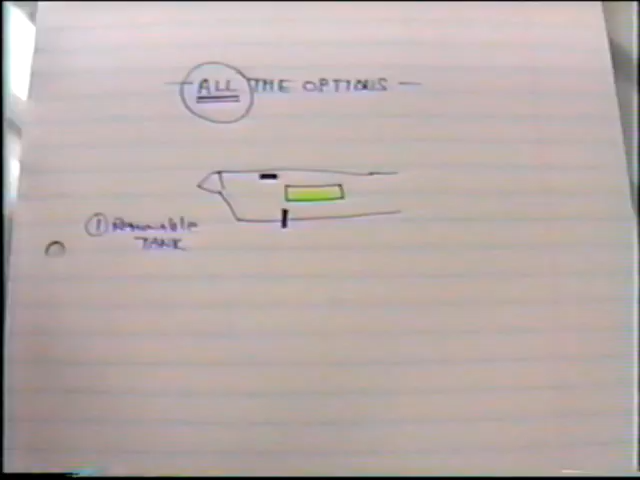 — ALL THE OPTIONS —
① Removable
TANK